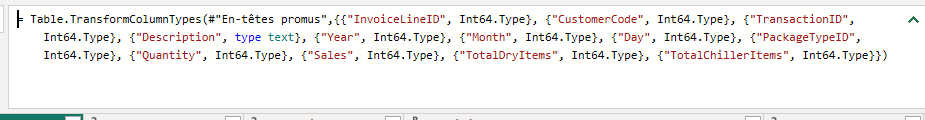 = Table.TransformColumnTypes(#"En-têtes promus",{{"InvoiceLineID", Int64.Type}, {"CustomerCode", Int64.Type}, {"TransactionID",
Int64.Type}, {"Description", type text}, {"Year", Int64.Type}, {"Month", Int64.Type}, {"Day", Int64.Type}, {"PackageTypeID",
Int64.Type}, {"Quantity", Int64.Type}, {"Sales", Int64.Type}, {"TotalDryItems", Int64.Type}, {"TotalChillerItems", Int64.Type}})